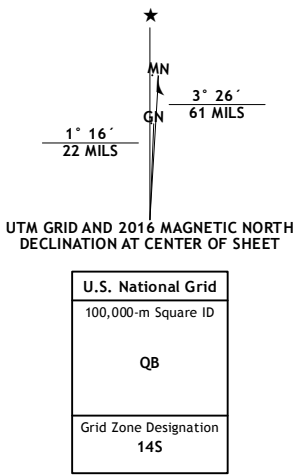 ★
MN
GN
3° 26´
61 MILS
1° 16´
22 MILS
UTM GRID AND 2016 MAGNETIC NORTH
DECLINATION AT CENTER OF SHEET
U.S. National Grid
100,000-m Square ID
QB
Grid Zone Designation
14S